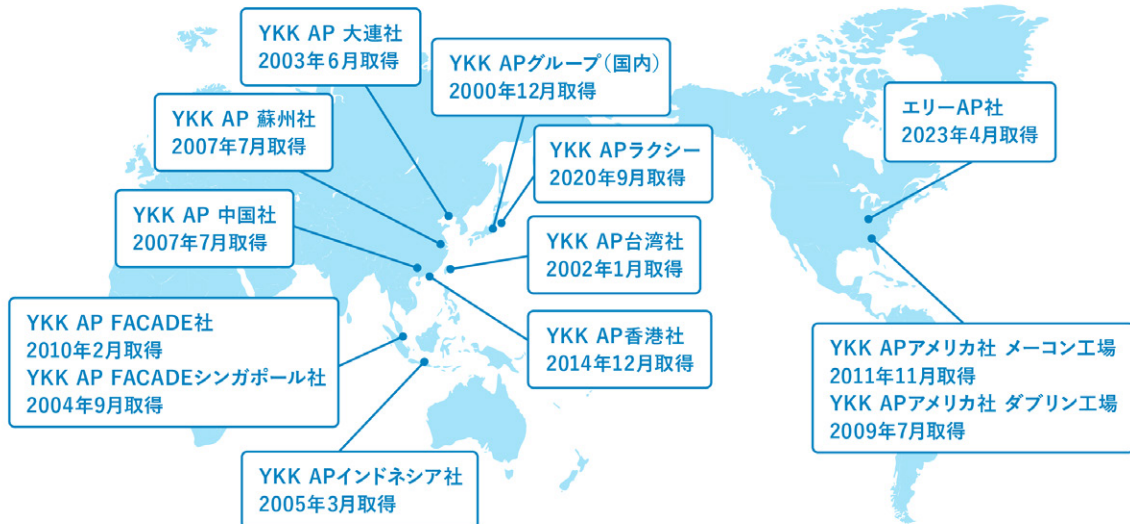 YKK AP 大連社
2003年6月取得
YKK APグループ（国内）
2000年12月取得
エリーAP社
2023年4月取得
YKK AP 蘇州社
2007年7月取得
YKK APラクシー
2020年9月取得
YKK AP 中国社
2007年7月取得
YKK AP台湾社
2002年1月取得
YKK AP FACADE社
2010年2月取得
YKK AP FACADEシンガポール社
2004年9月取得
YKK AP香港社
2014年12月取得
YKK APアメリカ社 メーコン工場
2011年11月取得
YKK APアメリカ社 ダブリン工場
2009年7月取得
YKK APインドネシア社
2005年3月取得